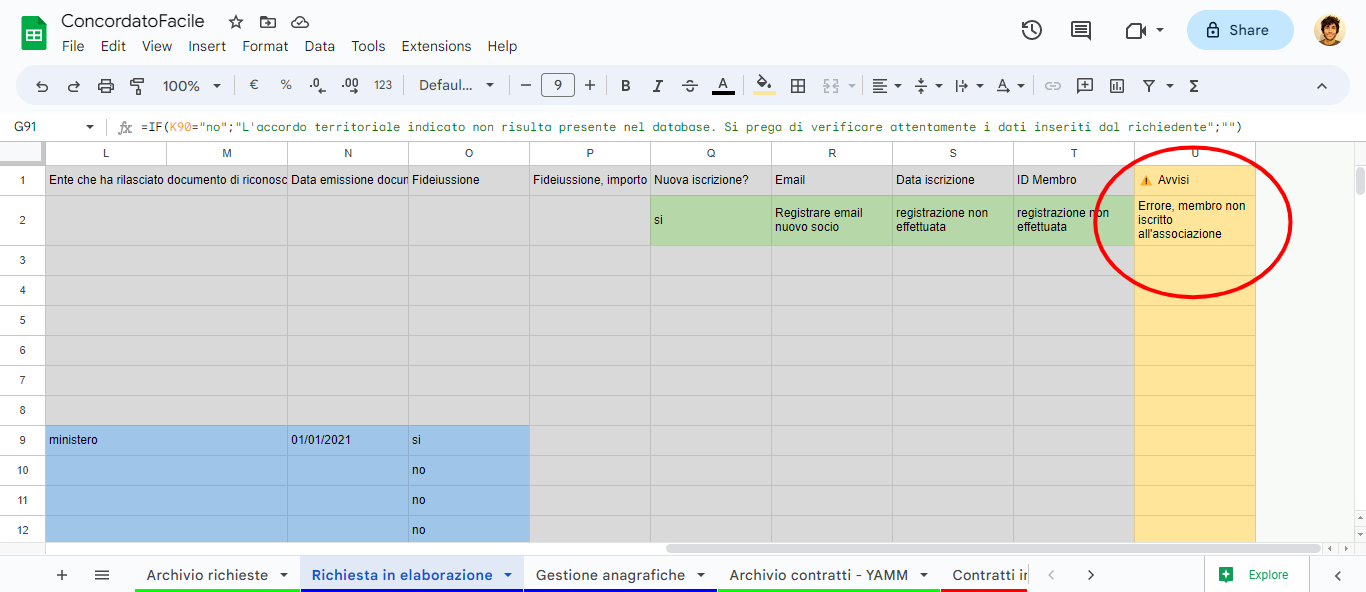 ConcordatoFacile
File Edit View Insert Format Data Tools Extensions Help
Share
100% € % .0 .00 123 Defaul... − 9 + B I A
G91 fx =IF(K90="no";"L'accordo territoriale indicato non risulta presente nel database. Si prega di verificare attentamente i dati inseriti dal richiedente";"")
L M N O P Q R S T U
1 Ente che ha rilasciato documento di riconosc Data emissione docum Fideiussione Fideiussione, importo Nuova iscrizione? Email Data iscrizione ID Membro ⚠ Avvisi
2 si Registrare email nuovo socio registrazione non effettuata registrazione non effettuata Errore, membro non iscritto all'associazione
3
4
5
6
7
8
9 ministero 01/01/2021 si
10 no
11 no
12 no
Archivio richieste Richiesta in elaborazione Gestione anagrafiche Archivio contratti - YAMM Contratti in Explore